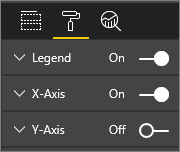 Legend On
X-Axis On
Y-Axis Off